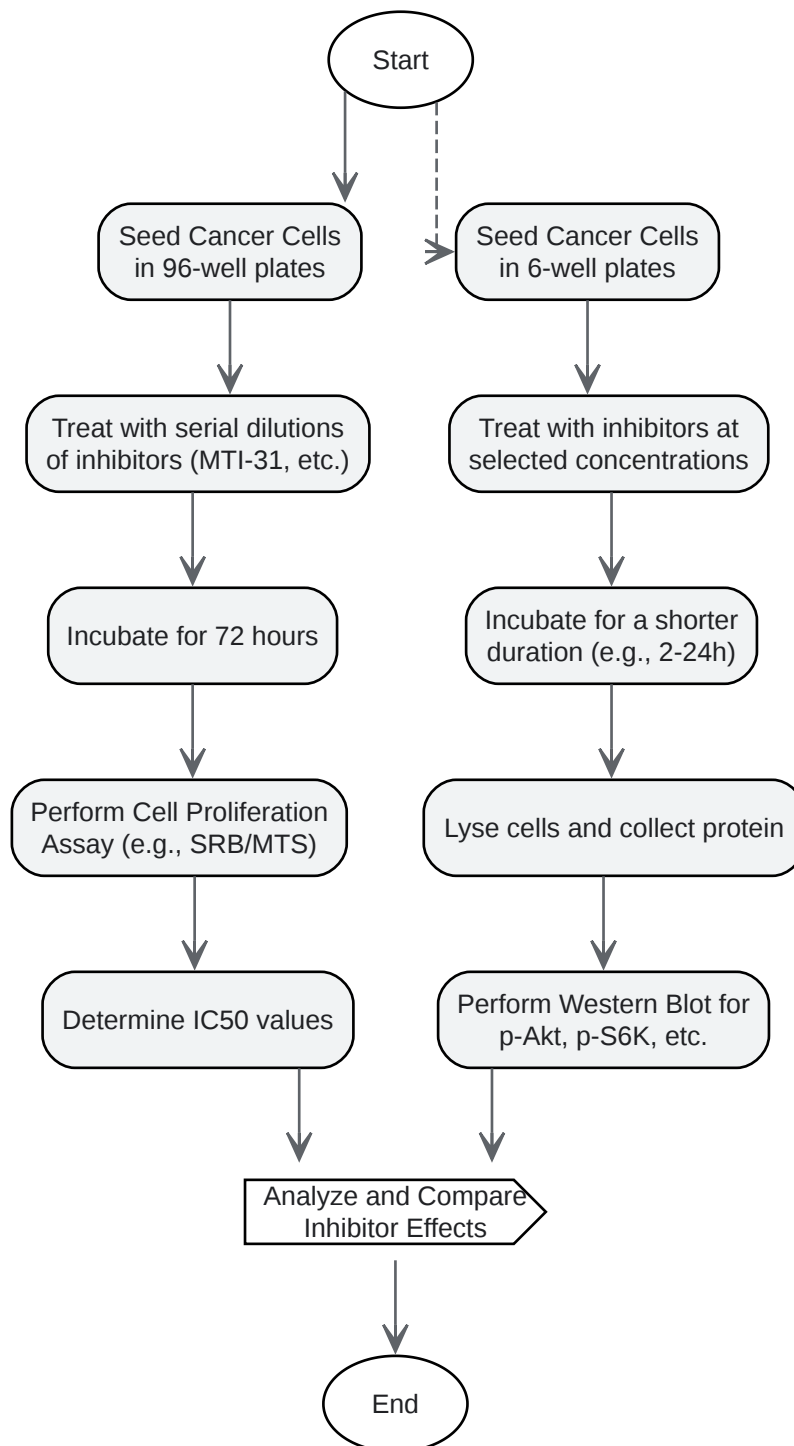 Start
Seed Cancer Cells
in 96-well plates
Seed Cancer Cells
in 6-well plates
Treat with serial dilutions
of inhibitors (MTI-31, etc.)
Treat with inhibitors at
selected concentrations
Incubate for 72 hours
Incubate for a shorter
duration (e.g., 2-24h)
Perform Cell Proliferation
Assay (e.g., SRB/MTS)
Lyse cells and collect protein
Determine IC50 values
Perform Western Blot for
p-Akt, p-S6K, etc.
Analyze and Compare
Inhibitor Effects
End